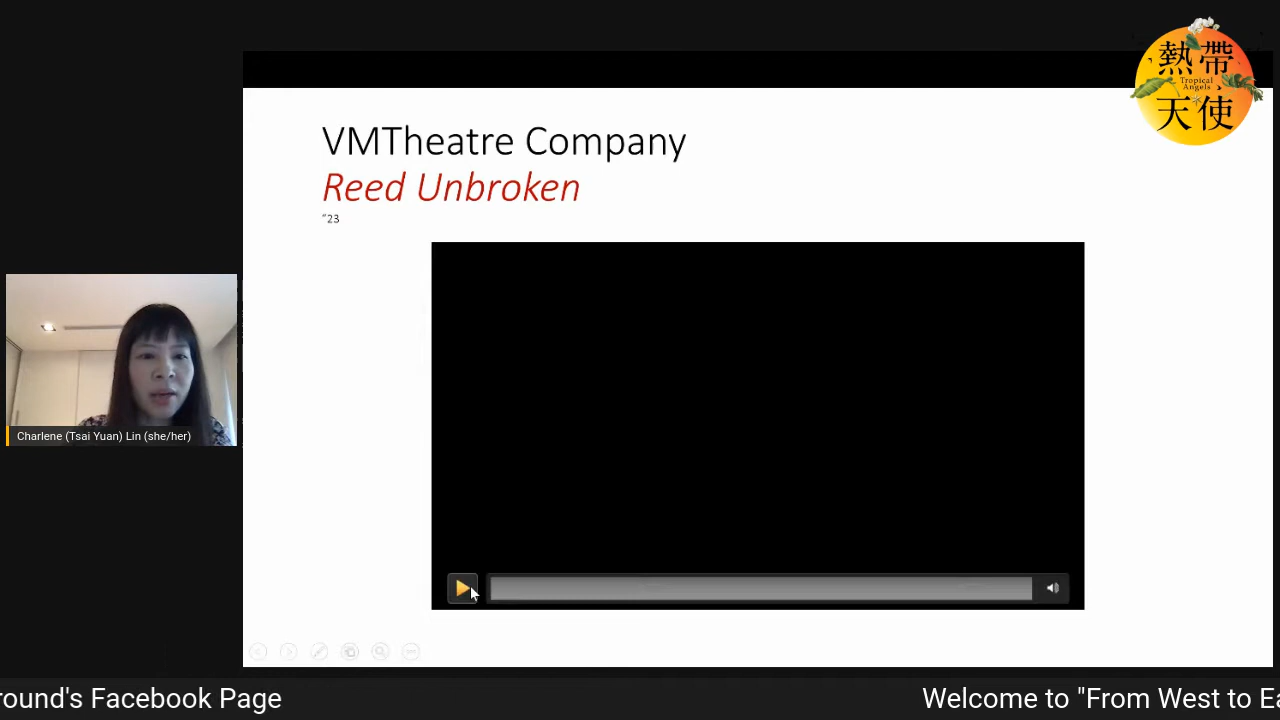 熱帶
Tropical
Angels
天使
VMTheatre Company
Reed Unbroken
"23
Charlene (Tsai Yuan) Lin (she/her)
round's Facebook Page
Welcome to "From West to Ea